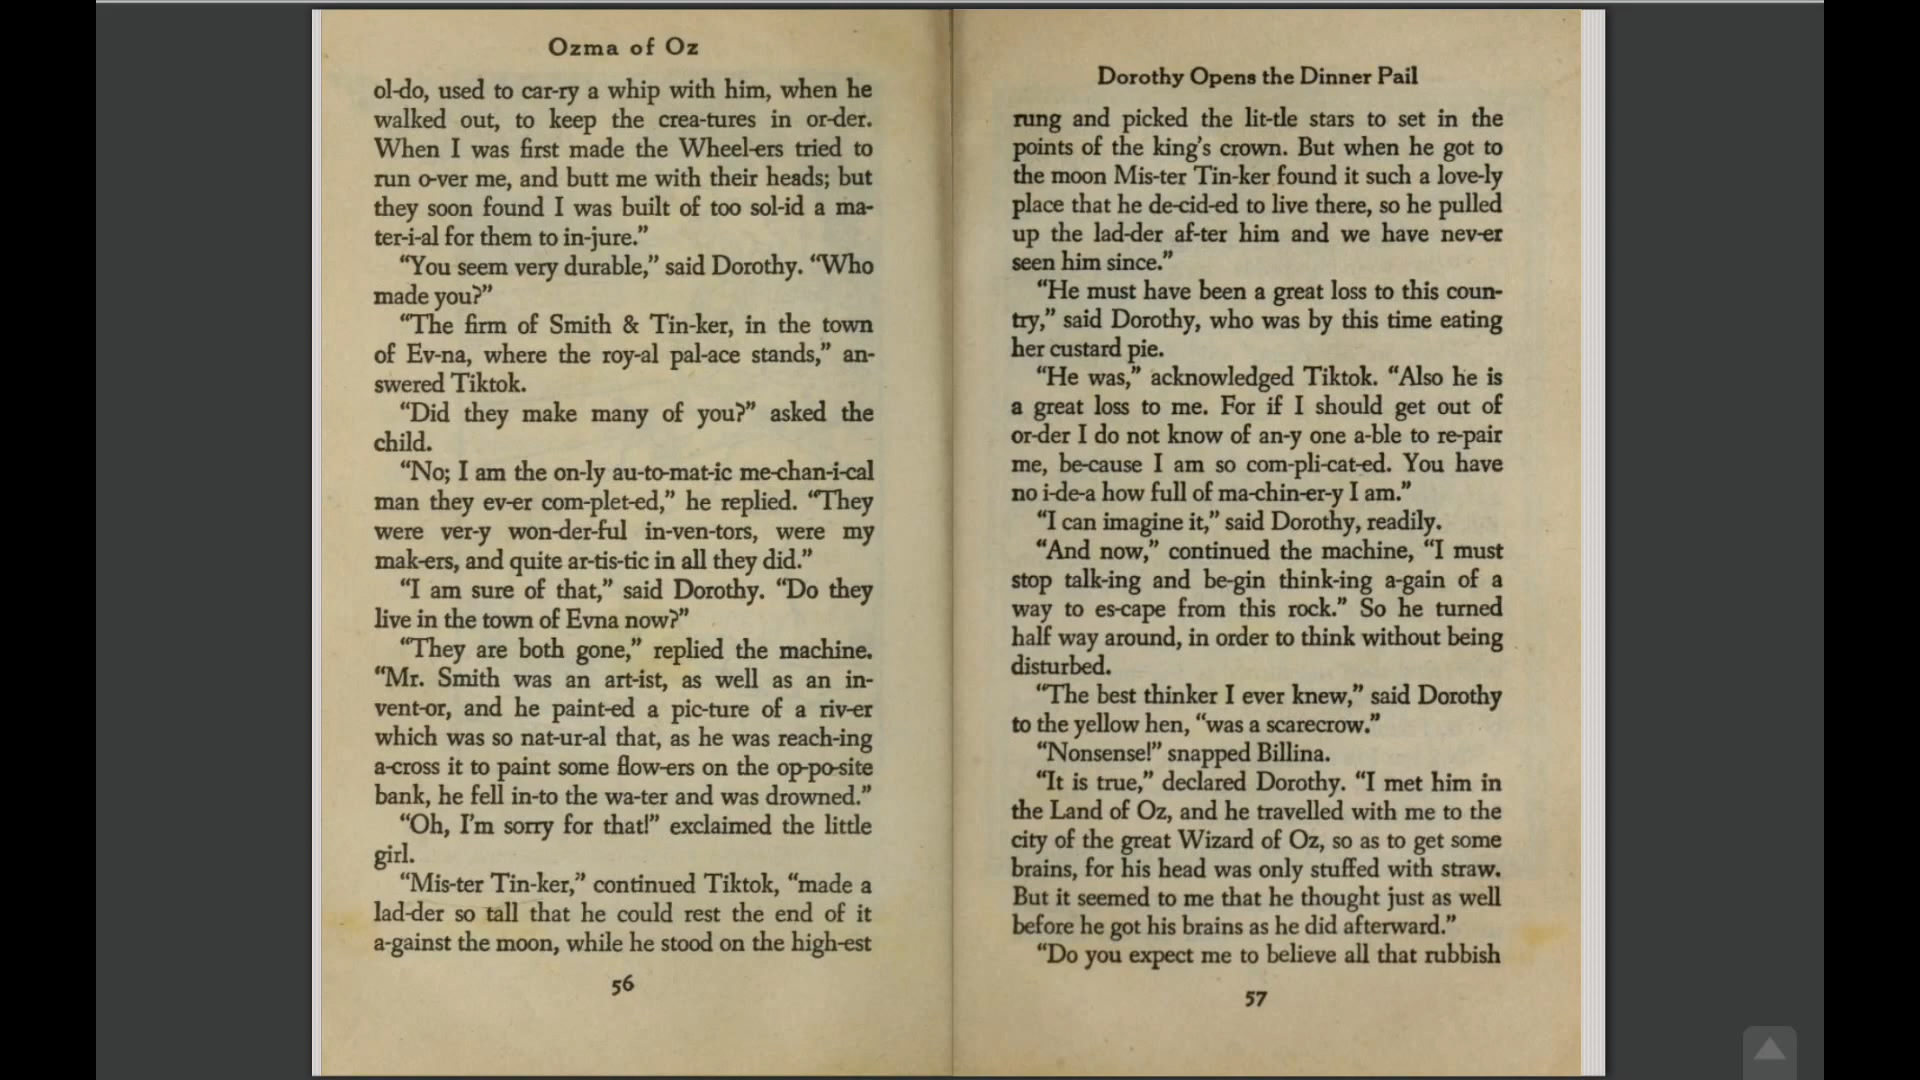 Ozma of Oz
ol-do, used to car-ry a whip with him, when he
walked out, to keep the crea-tures in or-der.
When I was first made the Wheel-ers tried to
run o-ver me, and butt me with their heads; but
they soon found I was built of too sol-id a ma-
ter-i-al for them to in-jure.”
“You seem very durable,” said Dorothy. “Who
made you?”
“The firm of Smith & Tin-ker, in the town
of Ev-na, where the roy-al pal-ace stands,” an-
swered Tiktok.
“Did they make many of you?” asked the
child.
“No; I am the on-ly au-to-mat-ic me-chan-i-cal
man they ev-er com-plet-ed,” he replied. “They
were ver-y won-der-ful in-ven-tors, were my
mak-ers, and quite ar-tis-tic in all they did.”
“I am sure of that,” said Dorothy. “Do they
live in the town of Evna now?”
“They are both gone,” replied the machine.
“Mr. Smith was an art-ist, as well as an in-
vent-or, and he paint-ed a pic-ture of a riv-er
which was so nat-ur-al that, as he was reach-ing
a-cross it to paint some flow-ers on the op-po-site
bank, he fell in-to the wa-ter and was drowned.”
“Oh, I'm sorry for that!” exclaimed the little
girl.
“Mis-ter Tin-ker,” continued Tiktok, “made a
lad-der so tall that he could rest the end of it
a-gainst the moon, while he stood on the high-est
56
Dorothy Opens the Dinner Pail
rung and picked the lit-tle stars to set in the
points of the king's crown. But when he got to
the moon Mis-ter Tin-ker found it such a love-ly
place that he de-cid-ed to live there, so he pulled
up the lad-der af-ter him and we have nev-er
seen him since.”
“He must have been a great loss to this coun-
try,” said Dorothy, who was by this time eating
her custard pie.
“He was,” acknowledged Tiktok. “Also he is
a great loss to me. For if I should get out of
or-der I do not know of an-y one a-ble to re-pair
me, be-cause I am so com-pli-cat-ed. You have
no i-de-a how full of ma-chin-er-y I am.”
“I can imagine it,” said Dorothy, readily.
“And now,” continued the machine, “I must
stop talk-ing and be-gin think-ing a-gain of a
way to es-cape from this rock.” So he turned
half way around, in order to think without being
disturbed.
“The best thinker I ever knew,” said Dorothy
to the yellow hen, “was a scarecrow.”
“Nonsense!” snapped Billina.
“It is true,” declared Dorothy. “I met him in
the Land of Oz, and he travelled with me to the
city of the great Wizard of Oz, so as to get some
brains, for his head was only stuffed with straw.
But it seemed to me that he thought just as well
before he got his brains as he did afterward.”
“Do you expect me to believe all that rubbish
57